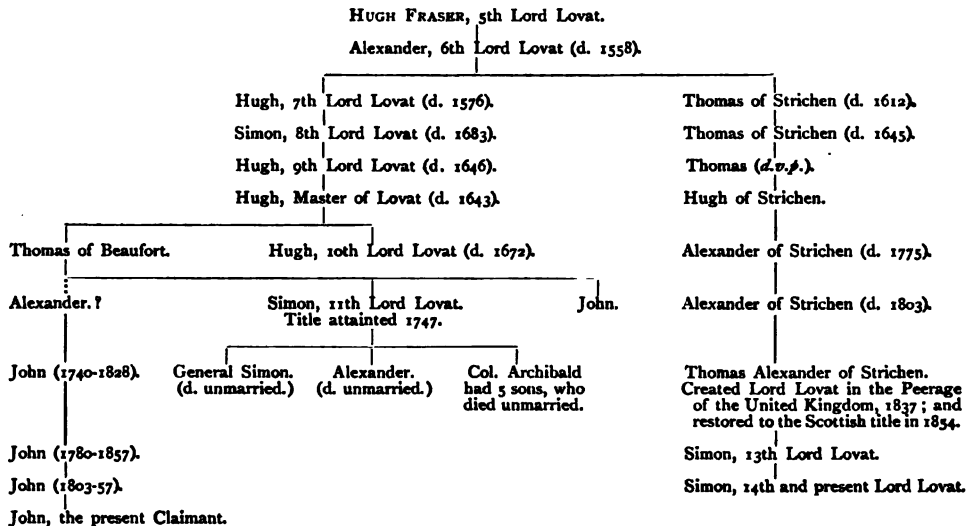 HUGH FRASER, 5th Lord Lovat.
Alexander, 6th Lord Lovat (d. 1558).
Hugh, 7th Lord Lovat (d. 1576).
Thomas of Strichen (d. 1612).
Simon, 8th Lord Lovat (d. 1683).
Thomas of Strichen (d. 1645).
Hugh, 9th Lord Lovat (d. 1646).
Thomas (d.v.p.).
Hugh, Master of Lovat (d. 1643).
Hugh of Strichen.
Thomas of Beaufort.
Hugh, 10th Lord Lovat (d. 1672).
Alexander of Strichen (d. 1775).
Alexander. ?
Simon, 11th Lord Lovat.
Title attainted 1747.
John.
Alexander of Strichen (d. 1803).
John (1740-1828).
General Simon.
(d. unmarried.)
Alexander.
(d. unmarried.)
Col. Archibald
had 5 sons, who
died unmarried.
Thomas Alexander of Strichen.
Created Lord Lovat in the Peerage
of the United Kingdom, 1837 ; and
restored to the Scottish title in 1854.
John (1780-1857).
Simon, 13th Lord Lovat.
John (1803-57).
Simon, 14th and present Lord Lovat.
John, the present Claimant.